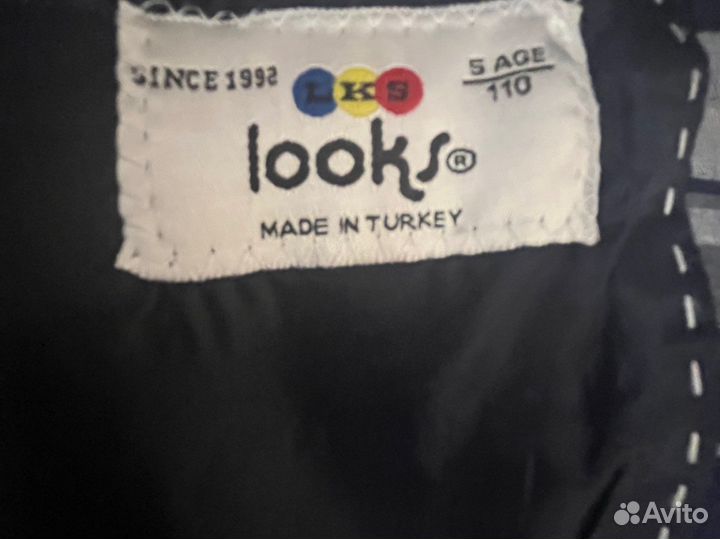 SINCE 1992
LKS
5 AGE
110
looks®
MADE IN TURKEY
Avito